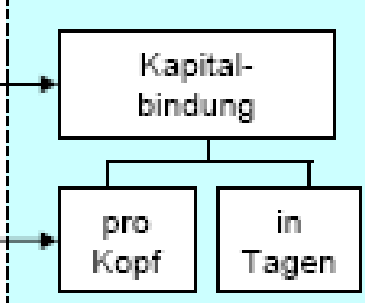 Kapital-
bindung
pro
Kopf
in
Tagen